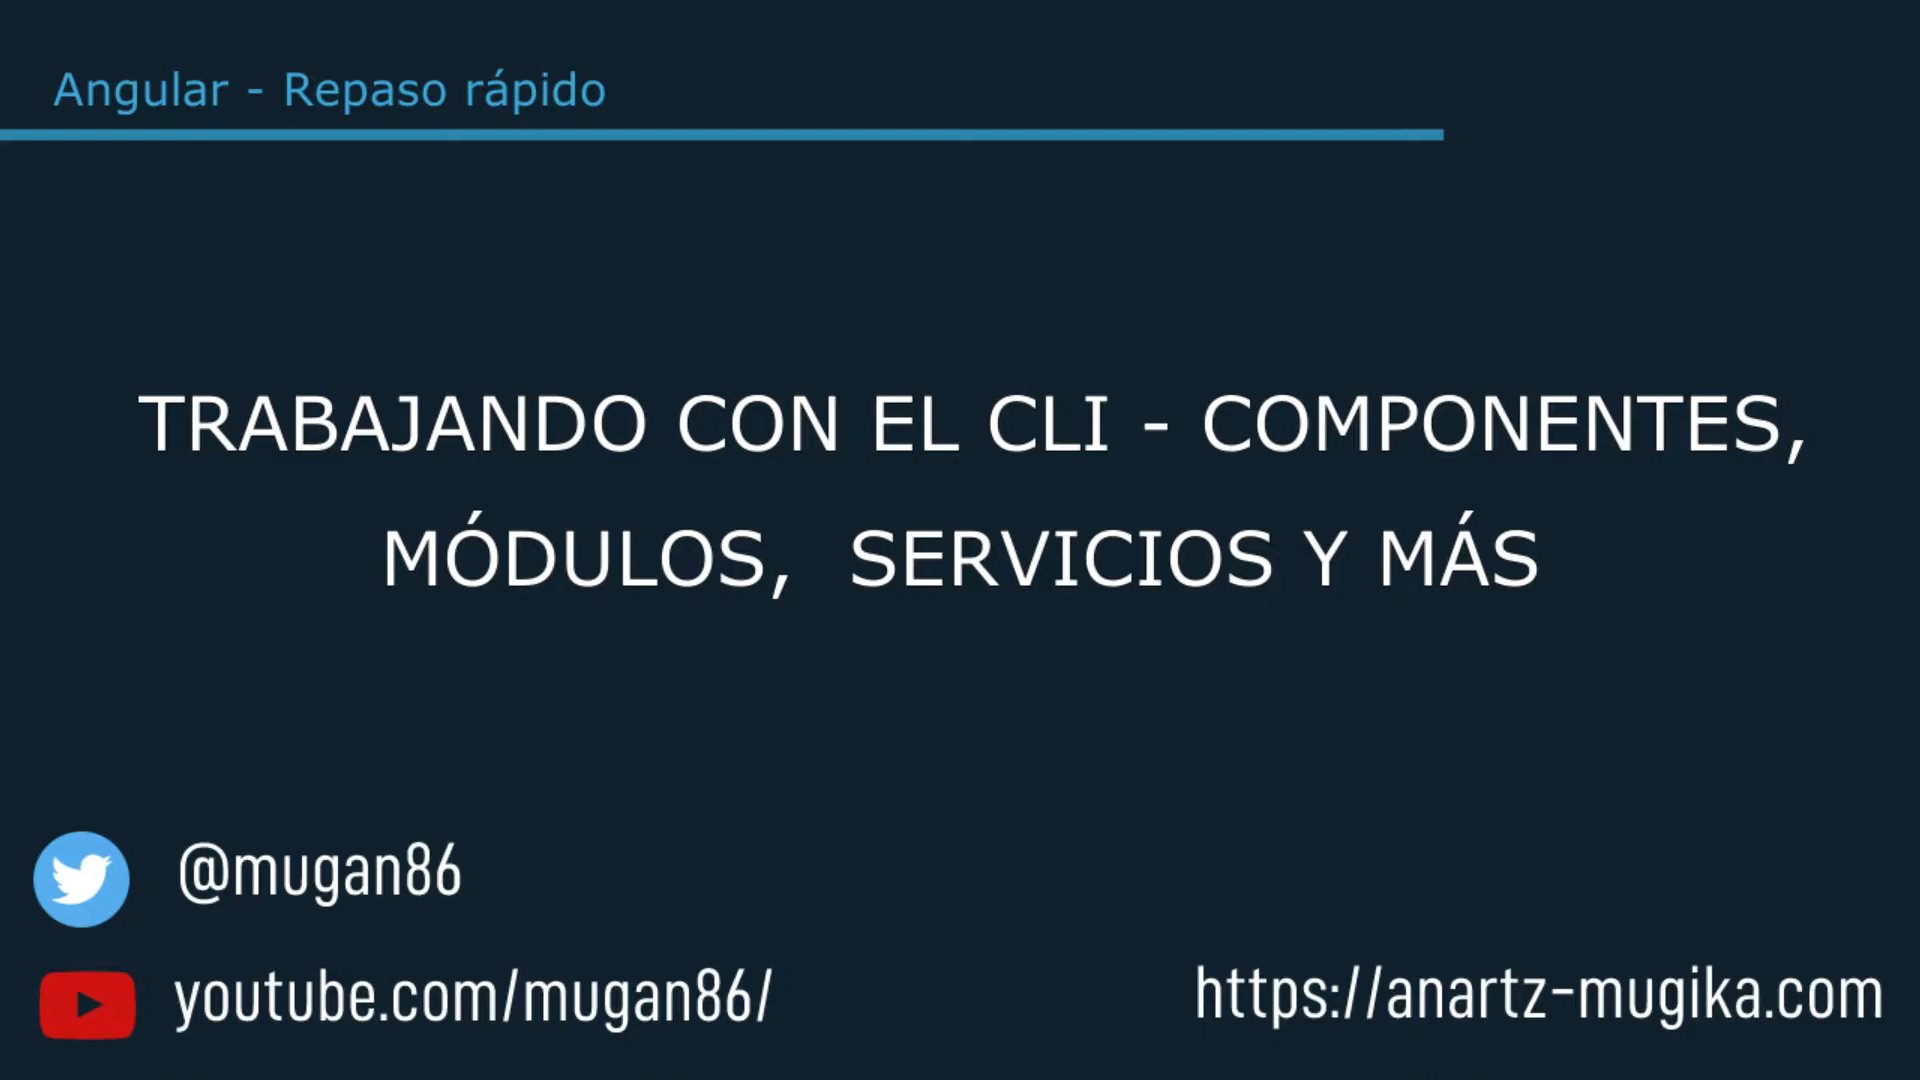 Angular - Repaso rápido
TRABAJANDO CON EL CLI - COMPONENTES,
MÓDULOS, SERVICIOS Y MÁS
@mugan86
youtube.com/mugan86/
https://anartz-mugika.com